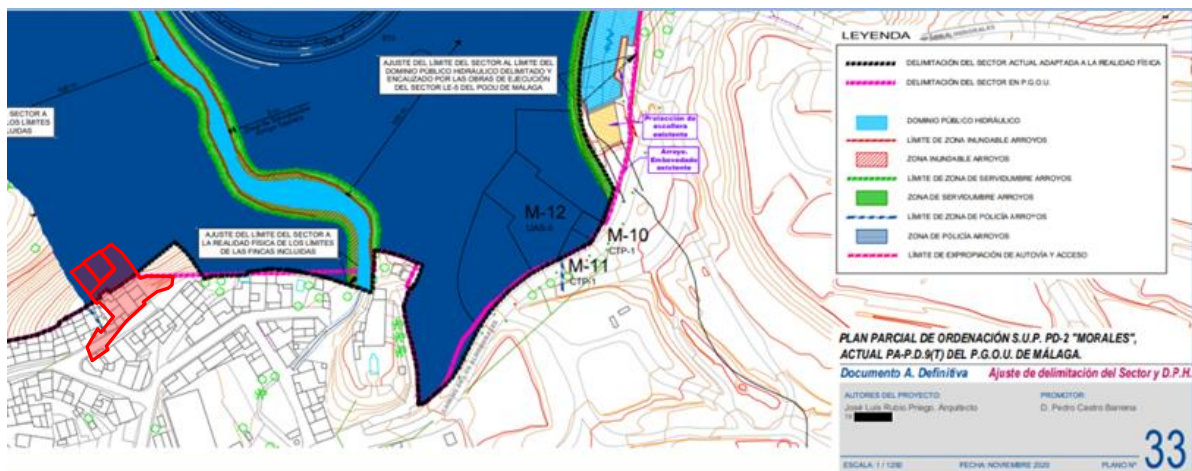 AJUSTE DEL LÍMITE DEL SECTOR AL LÍMITE DEL
DOMINIO PÚBLICO HIDRÁULICO DELIMITADO Y
ENCAUZADO POR LAS OBRAS DE EJECUCIÓN
DEL SECTOR LE-5 DEL PGOU DE MÁLAGA
SECTOR A
LOS LÍMITES
LUIDAS
Protección de
escollera
existente
Arroyo
Embovedado
existente
AJUSTE DEL LÍMITE DEL SECTOR A
LA REALIDAD FÍSICA DE LOS LÍMITES
DE LAS FINCAS INCLUIDAS
M-12
M-10
CTP-1
M-11
CTP-1
LEYENDA
DELIMITACIÓN DEL SECTOR ACTUAL ADAPTADA A LA REALIDAD FÍSICA
DELIMITACIÓN DEL SECTOR EN P.G.O.U.
DOMINIO PÚBLICO HIDRÁULICO
LÍMITE DE ZONA INUNDABLE ARROYOS
ZONA INUNDABLE ARROYOS
LÍMITE DE ZONA DE SERVIDUMBRE ARROYOS
ZONA DE SERVIDUMBRE ARROYOS
LÍMITE DE ZONA DE POLICÍA ARROYOS
ZONA DE POLICÍA ARROYOS
LÍMITE DE EXPROPIACIÓN DE AUTOVÍA Y ACCESO
PLAN PARCIAL DE ORDENACIÓN S.U.P. PD-2 "MORALES",
ACTUAL PA-P.D.9(T) DEL P.G.O.U. DE MÁLAGA.
Documento A. Definitiva Ajuste de delimitación del Sector y D.P.H.
AUTORES DEL PROYECTO: PROMOTOR:
José Luis Rubio Priego. Arquitecto D. Pedro Castro Barrena
ESCALA: 1 / 1250 FECHA: NOVIEMBRE 2020 PLANO Nº 33